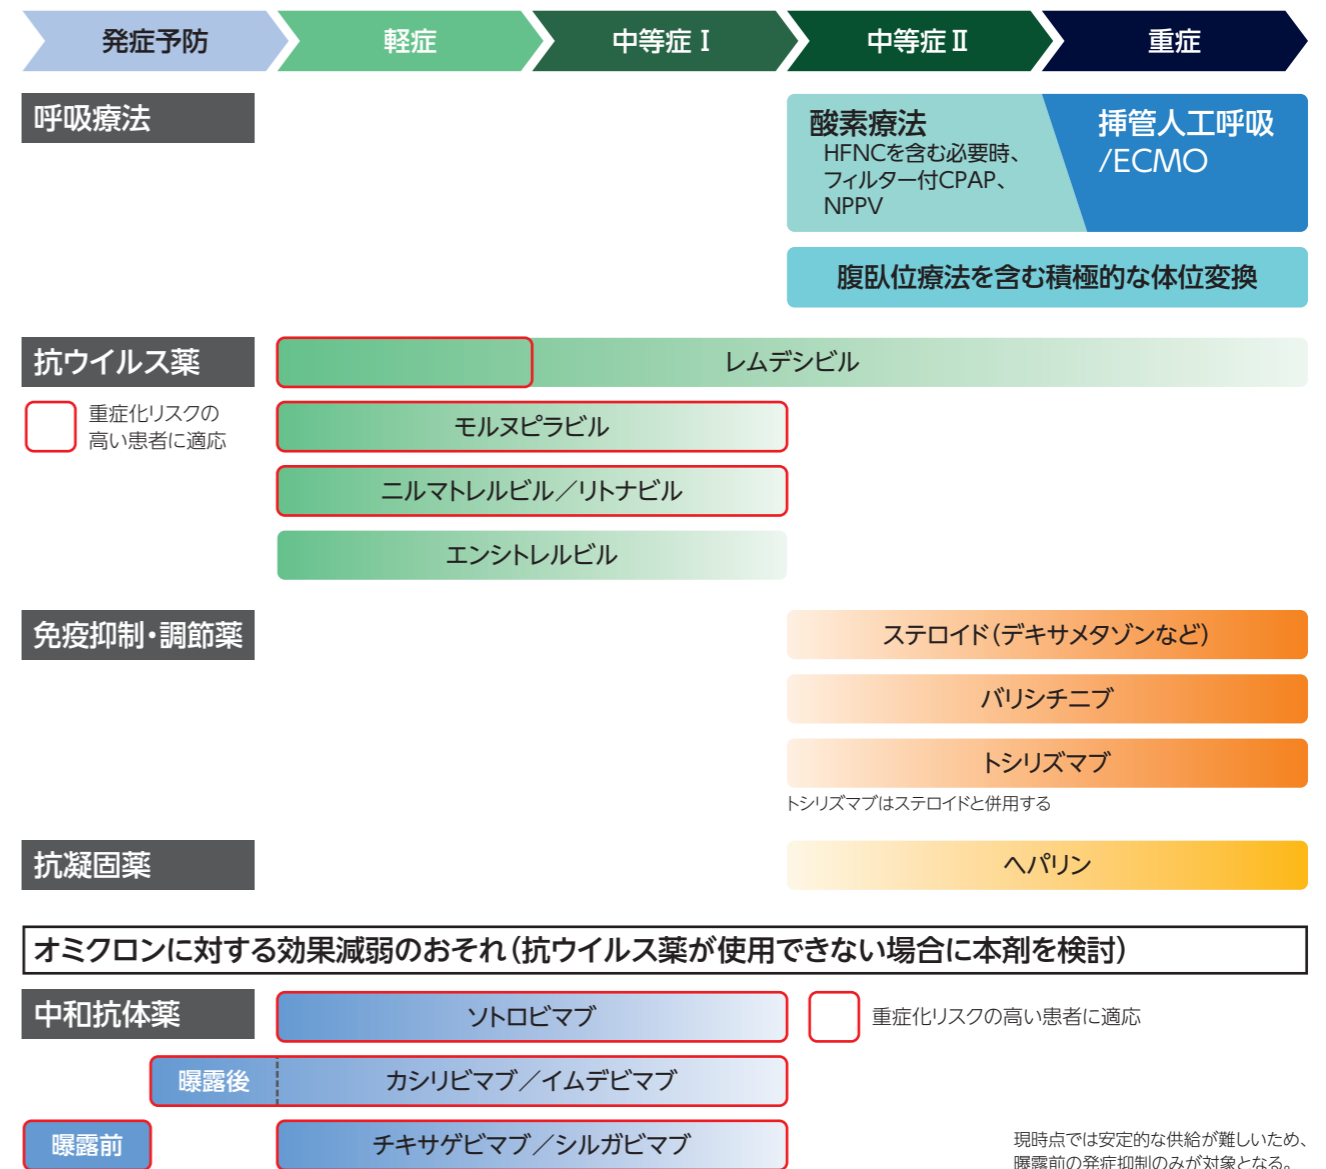 発症予防
軽症
中等症Ⅰ
中等症Ⅱ
重症
呼吸療法
酸素療法
HFNCを含む必要時、
フィルター付CPAP、
NPPV
挿管人工呼吸
/ECMO
腹臥位療法を含む積極的な体位変換
抗ウイルス薬
重症化リスクの
高い患者に適応
レムデシビル
モルヌピラビル
ニルマトレルビル／リトナビル
エンシトレルビル
免疫抑制・調節薬
ステロイド（デキサメタゾンなど）
バリシチニブ
トシリズマブ
トシリズマブはステロイドと併用する
抗凝固薬
ヘパリン
オミクロンに対する効果減弱のおそれ（抗ウイルス薬が使用できない場合に本剤を検討）
中和抗体薬
ソトロビマブ
重症化リスクの高い患者に適応
曝露後
カシリビマブ／イムデビマブ
曝露前
チキサゲビマブ／シルガビマブ
現時点では安定的な供給が難しいため、
曝露前の発症抑制のみが対象となる。